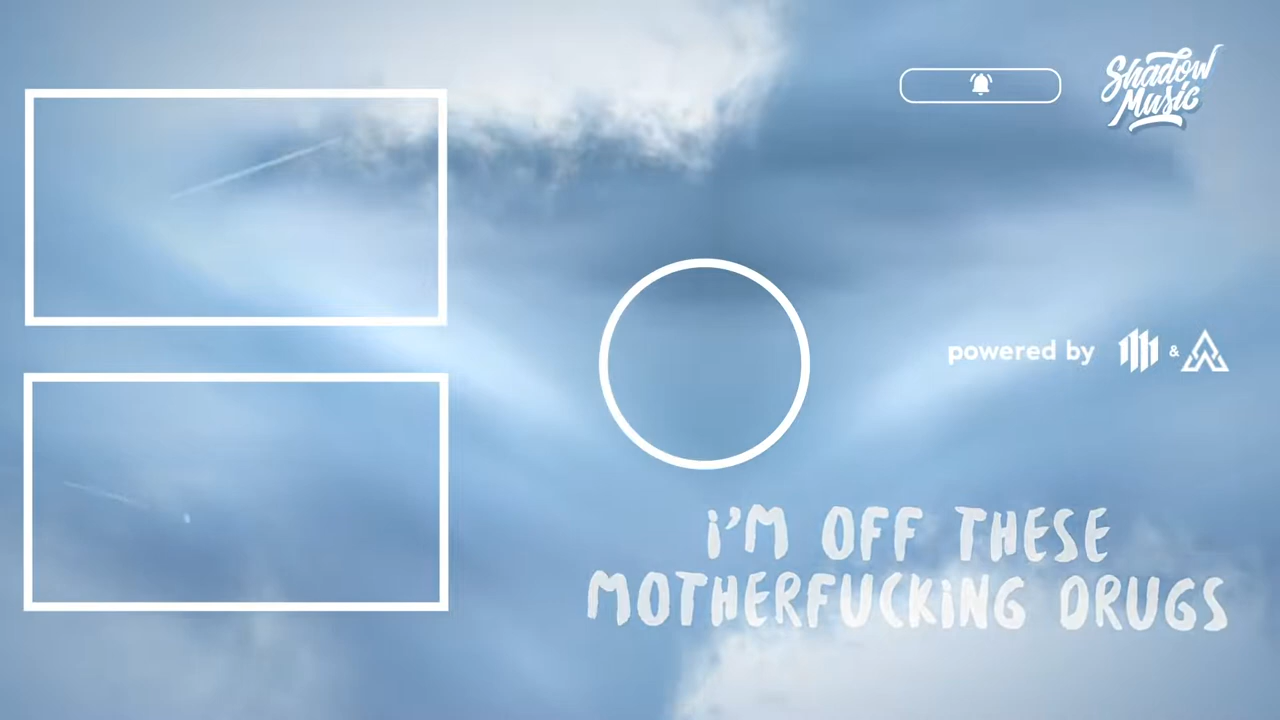 Shadow
Music
powered by
&
i'M OFF THESE
MOTHERFUCKiNG DRUGS